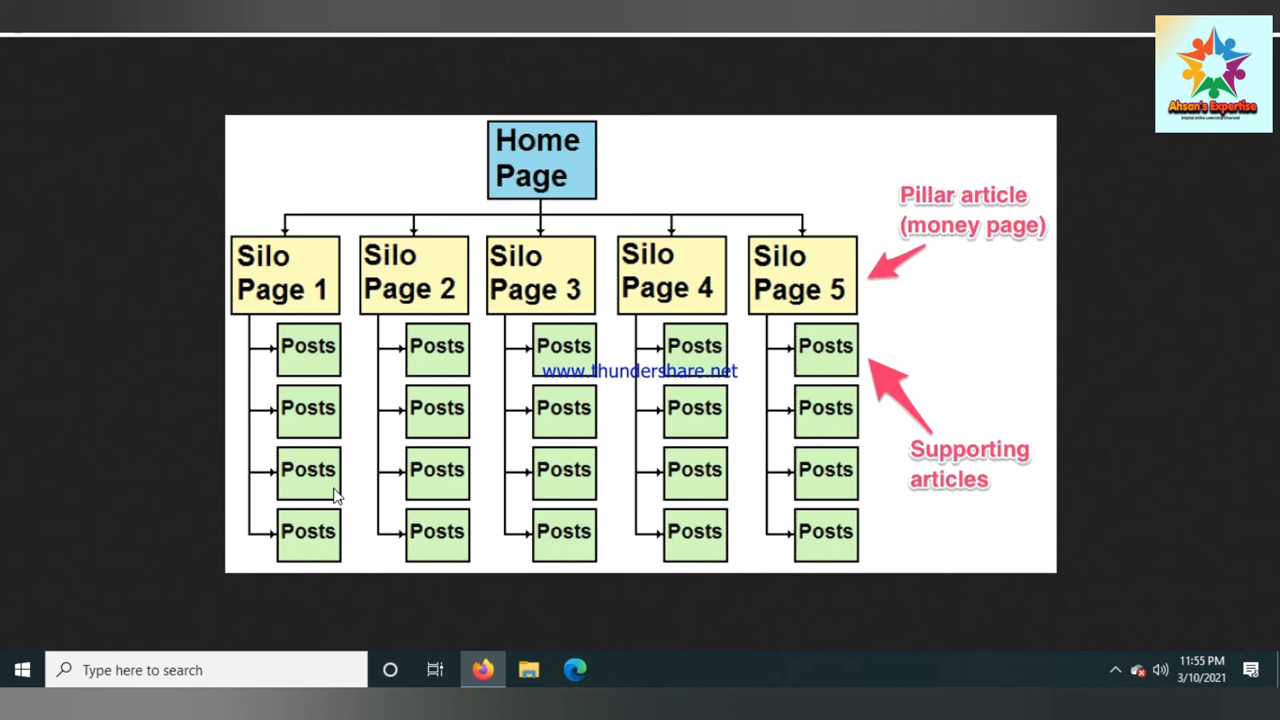 Ahsan's Expertise
Home
Page
Pillar article
(money page)
Silo
Page 1
Silo
Page 2
Silo
Page 3
Silo
Page 4
Silo
Page 5
Posts
Posts
Posts
Posts
Posts
www.thundershare.net
Posts
Posts
Posts
Posts
Posts
Supporting
articles
Posts
Posts
Posts
Posts
Posts
Posts
Posts
Posts
Posts
Posts
Type here to search
11:55 PM
3/10/2021